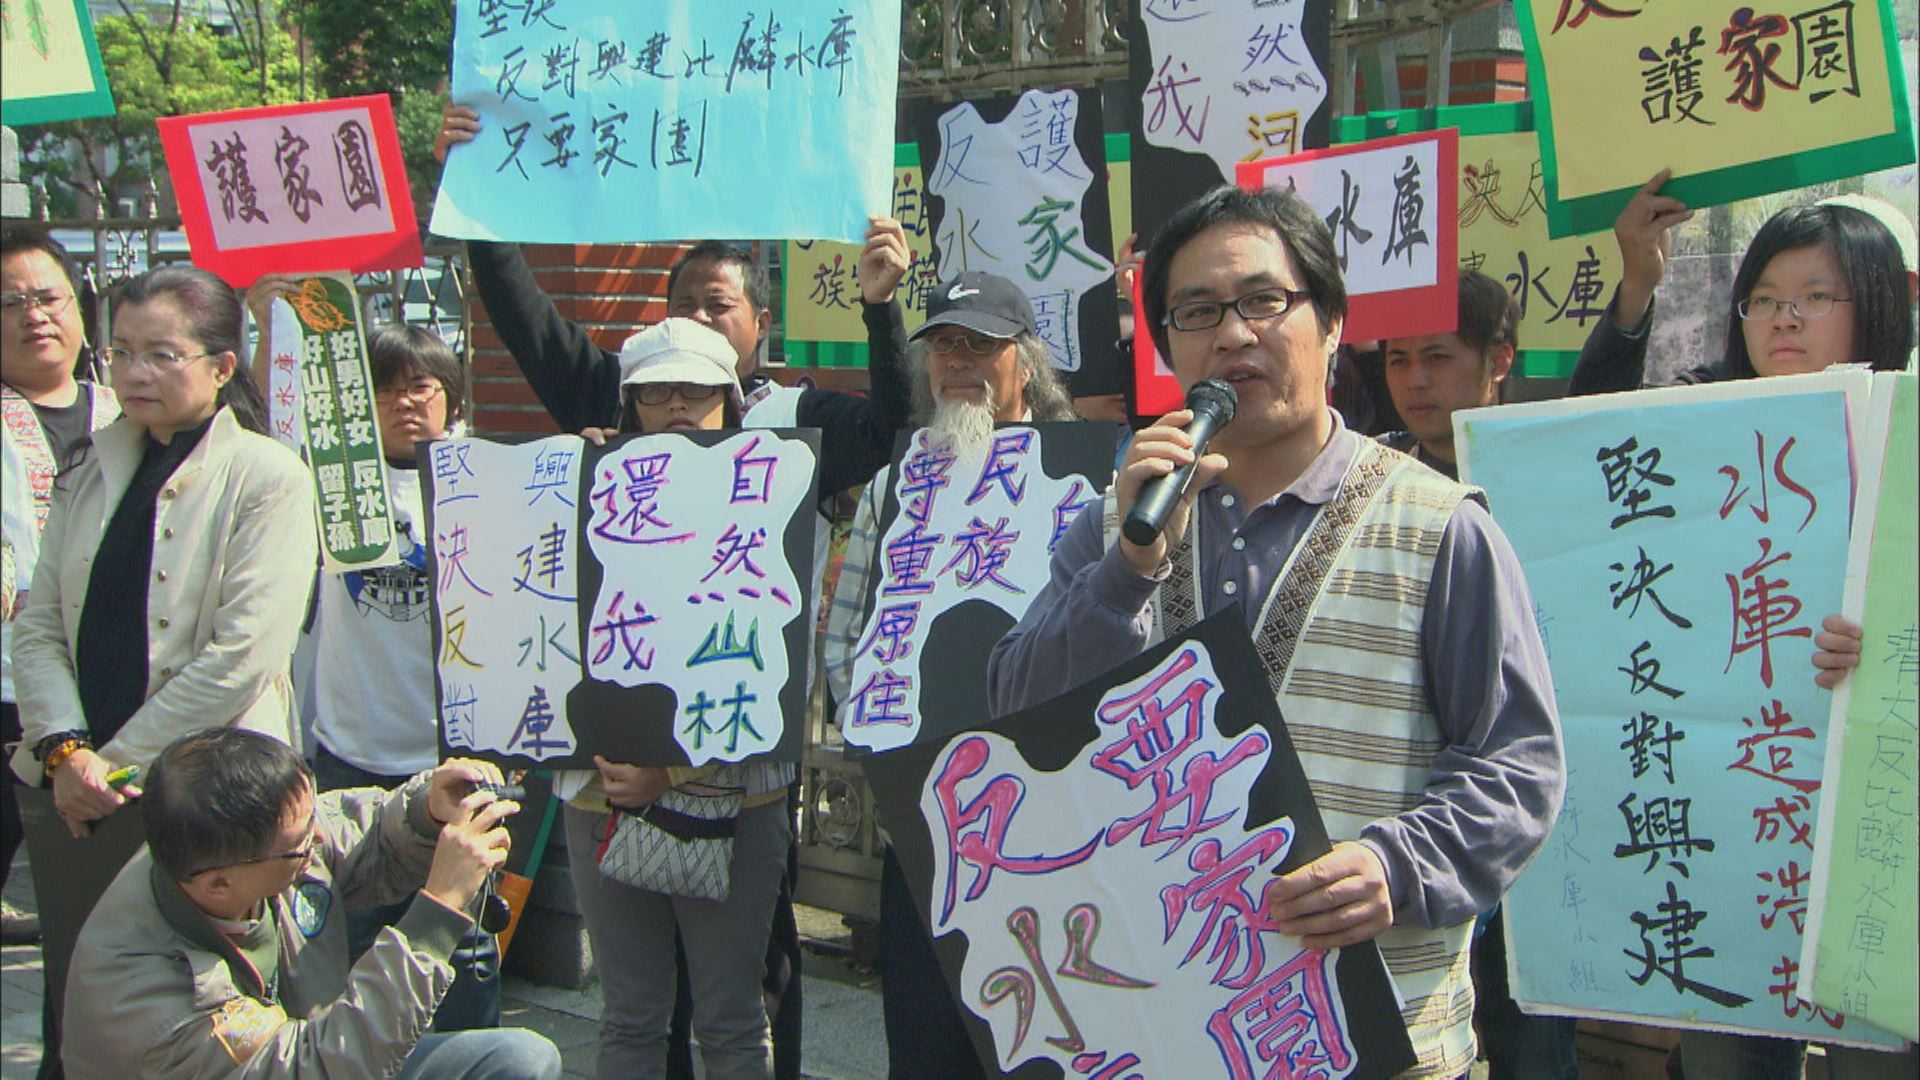 護家園
堅決
反對興建比麟水庫
只要家園
護家
反水
還我
然河
水庫
護家園
住
族生權
決反
水庫
反水庫
好男好女 反水庫
好山好水 留子孫
堅決反對
興建水庫
還我
自然山林
尊重原住
民族自
要家園
反水
水庫造成浩
堅決反對興建
清大反比麟水庫小組
庫小組